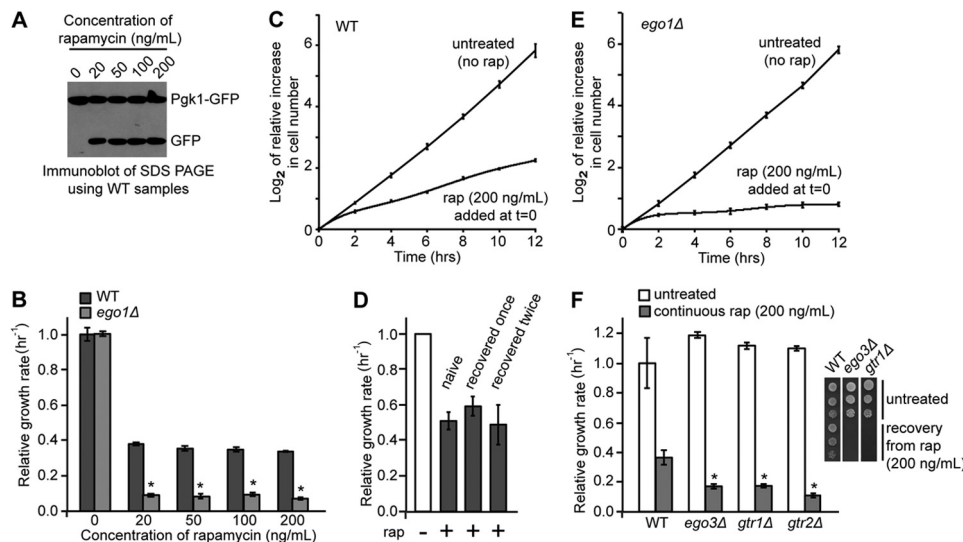 A
Concentration of
rapamycin (ng/mL)
0 20 50 100 200
Pgk1-GFP
GFP
Immunoblot of SDS PAGE
using WT samples
C
WT
Log2 of relative increase
in cell number
6
4
2
0
untreated
(no rap)
rap (200 ng/mL)
added at t=0
0 2 4 6 8 10 12
Time (hrs)
E
ego1Δ
Log2 of relative increase
in cell number
6
4
2
0
untreated
(no rap)
rap (200 ng/mL)
added at t=0
0 2 4 6 8 10 12
Time (hrs)
B
WT
ego1Δ
Relative growth rate (hr-1)
1.0
0.8
0.6
0.4
0.2
0
* * * *
0 20 50 100 200
Concentration of rapamycin (ng/mL)
D
Relative growth rate (hr-1)
1.0
0.8
0.6
0.4
0.2
0
naive
recovered once
recovered twice
rap - + + +
F
untreated
continuous rap (200 ng/mL)
Relative growth rate (hr-1)
1.2
1.0
0.8
0.6
0.4
0.2
0
* * *
WT ego3Δ gtr1Δ gtr2Δ
WT ego3Δ gtr1Δ
untreated
recovery
from rap
(200 ng/mL)